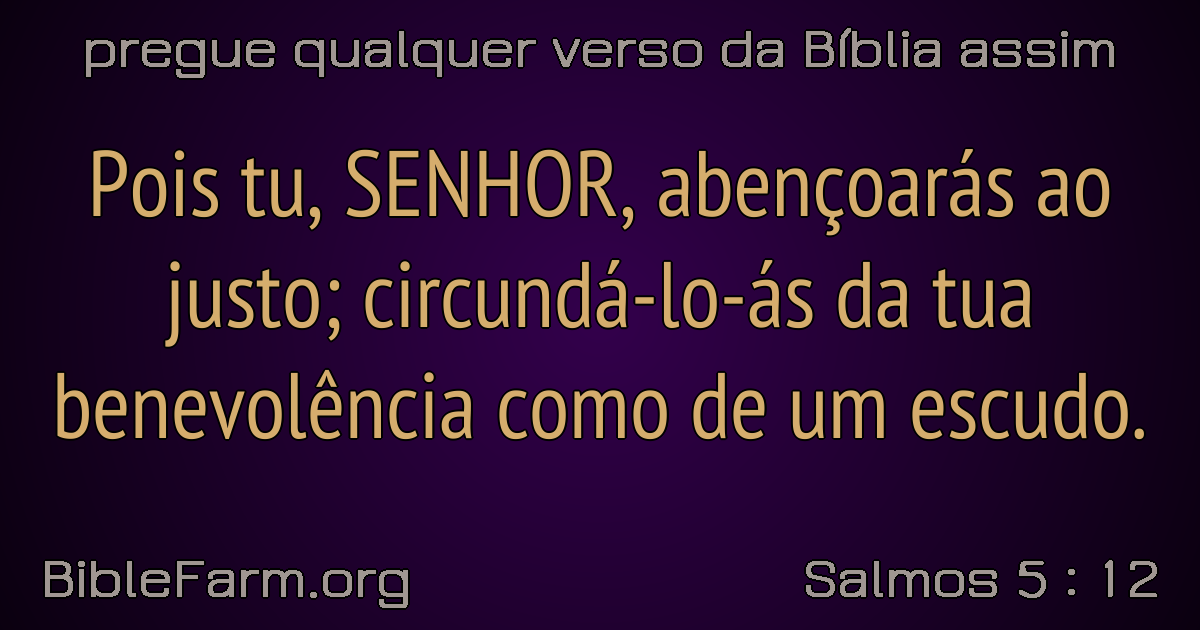 pregue qualquer verso da Bíblia assim
Pois tu, SENHOR, abençoarás ao
justo; circundá-lo-ás da tua
benevolência como de um escudo.
BibleFarm.org
Salmos 5 : 12